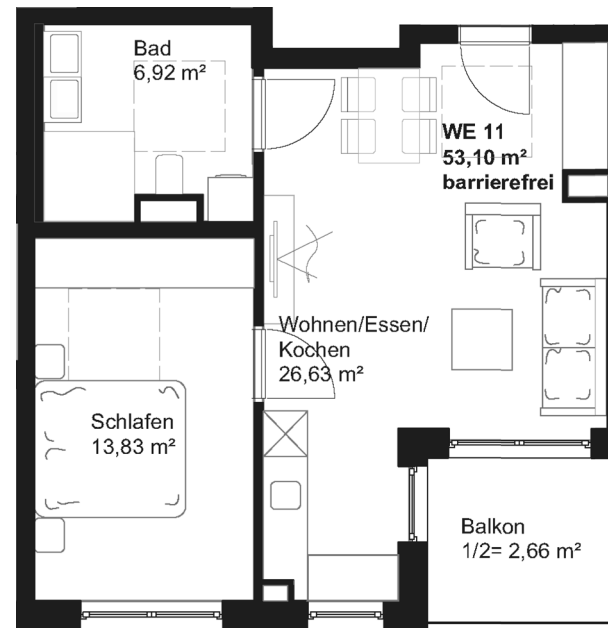 Bad
6,92 m²
WE 11
53,10 m²
barrierefrei
Wohnen/Essen/
Kochen
26,63 m²
Schlafen
13,83 m²
Balkon
1/2= 2,66 m²